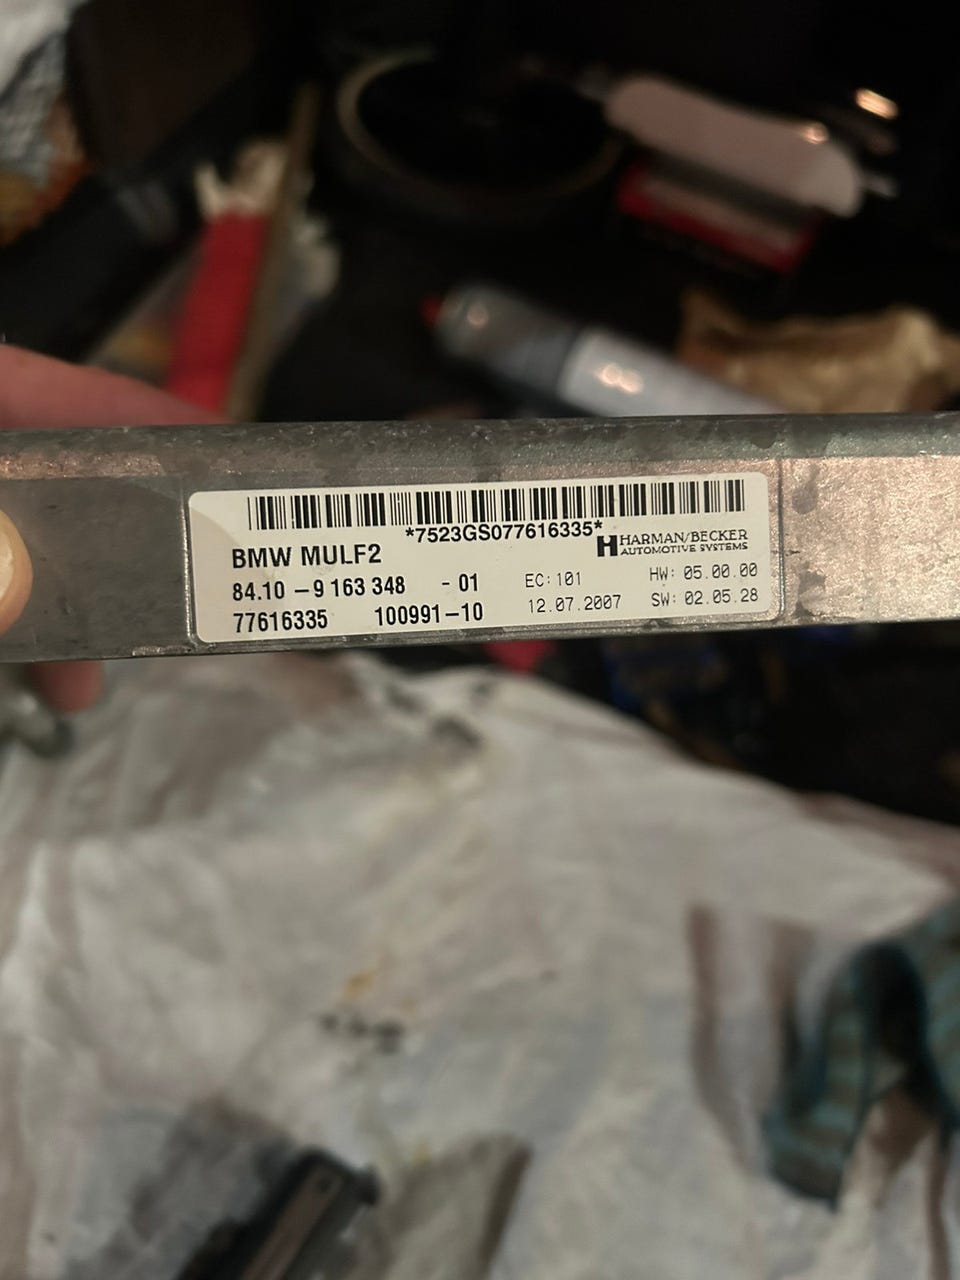 *7523GS077616335*
BMW MULF2
HARMAN/BECKER
AUTOMOTIVE SYSTEMS
84.10 – 9 163 348 - 01
EC: 101
HW: 05.00.00
77616335 100991–10
12.07.2007
SW: 02.05.28